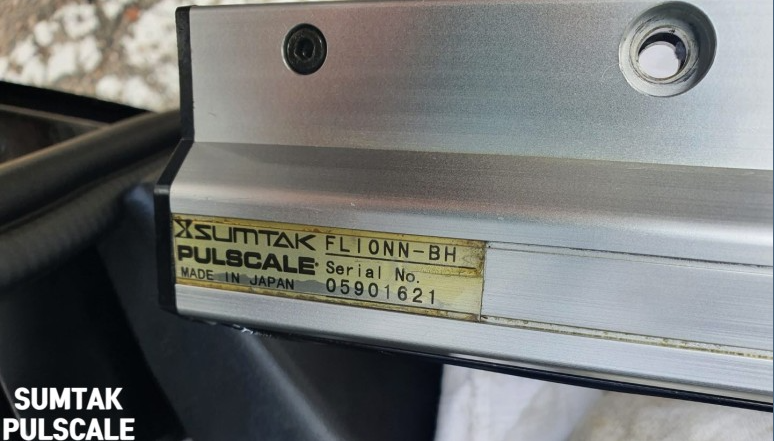 SUMTAK FL10NN-BH
PULSCALE Serial No.
MADE IN JAPAN 05901621
SUMTAK
PULSCALE